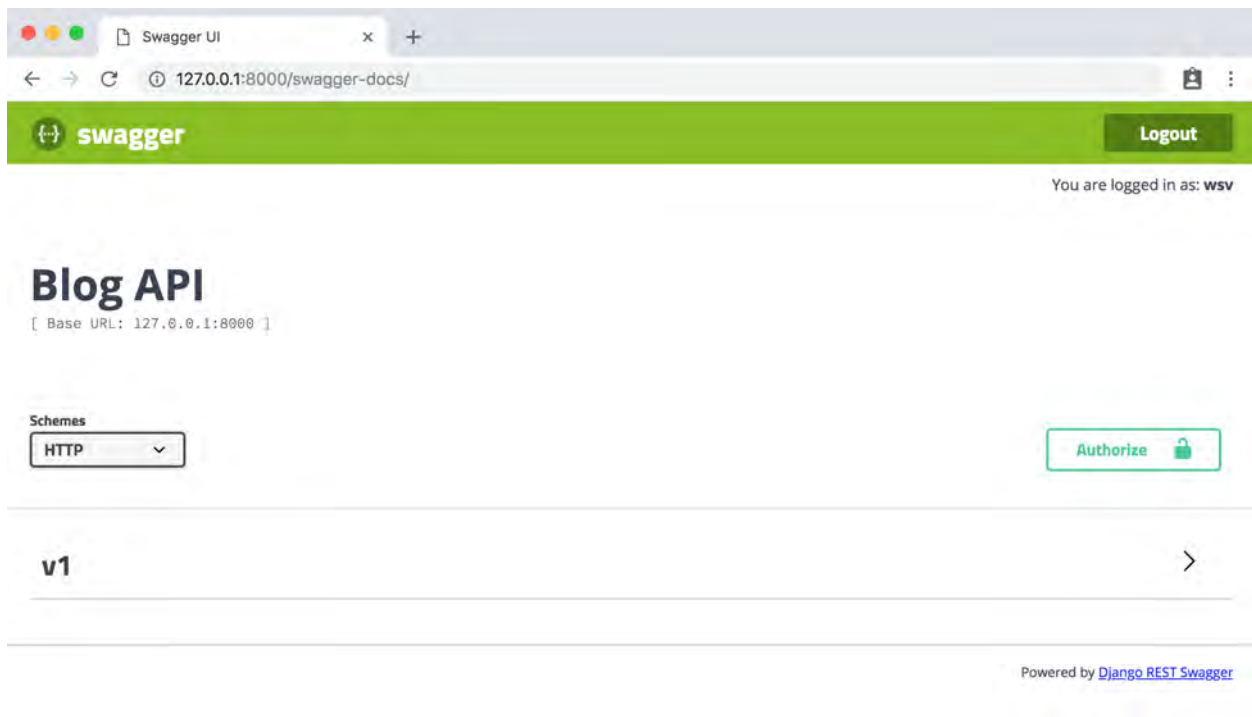 Swagger UI
127.0.0.1:8000/swagger-docs/
{...} swagger
Logout
You are logged in as: wsv
Blog API
[ Base URL: 127.0.0.1:8000 ]
Schemes
HTTP
Authorize
v1
Powered by Django REST Swagger